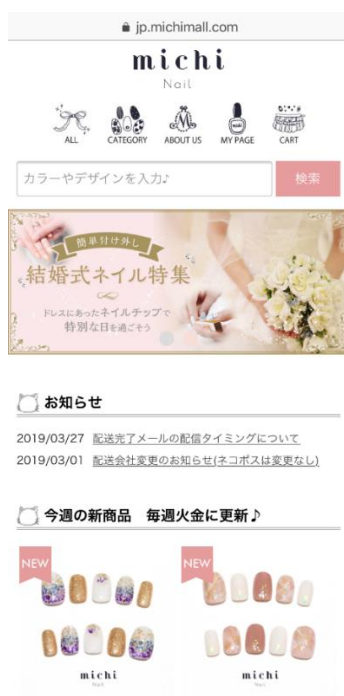 jp.michimall.com
michi
Nail
ALL CATEGORY ABOUT US MY PAGE CART
カラーやデザインを入力♪ 検索
簡単付け外し
結婚式ネイル特集
ドレスにあったネイルチップで
特別な日を過ごそう
お知らせ
2019/03/27 配送完了メールの配信タイミングについて
2019/03/01 配送会社変更のお知らせ(ネコポスは変更なし)
今週の新商品 毎週火金に更新♪
NEW NEW
michi michi
Nail Nail